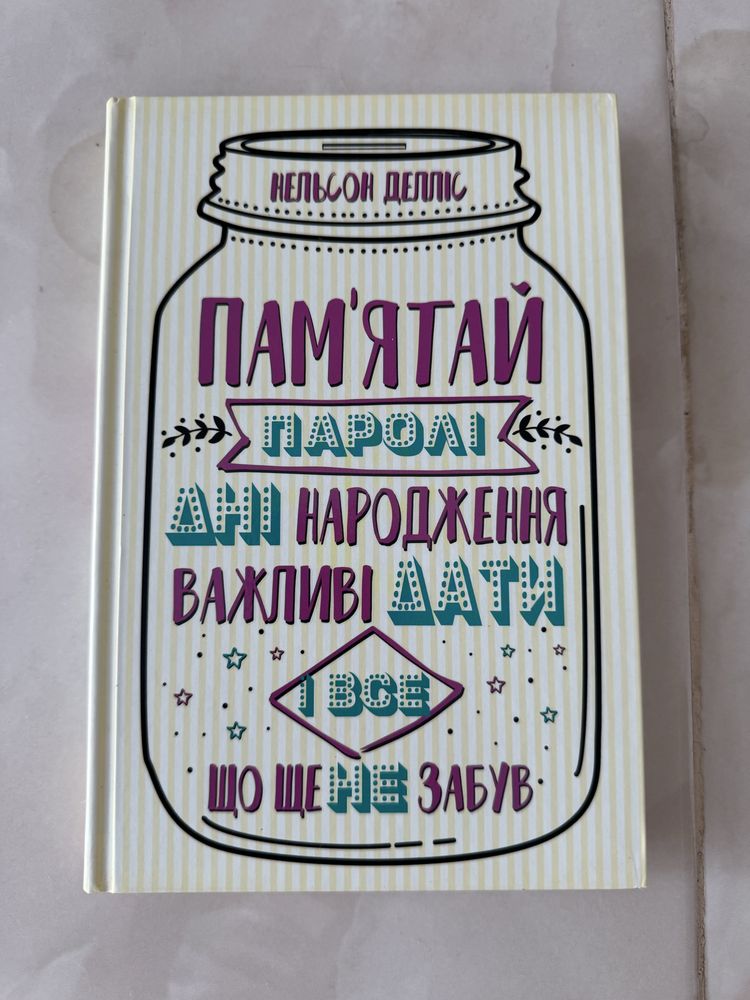 НЕЛЬСОН ДЕЛЛІС
ПАМ'ЯТАЙ
ПАРОЛІ
ДНІ НАРОДЖЕННЯ
ВАЖЛИВІ ДАТИ
І ВСЕ
ЩО ЩЕ НЕ ЗАБУВ